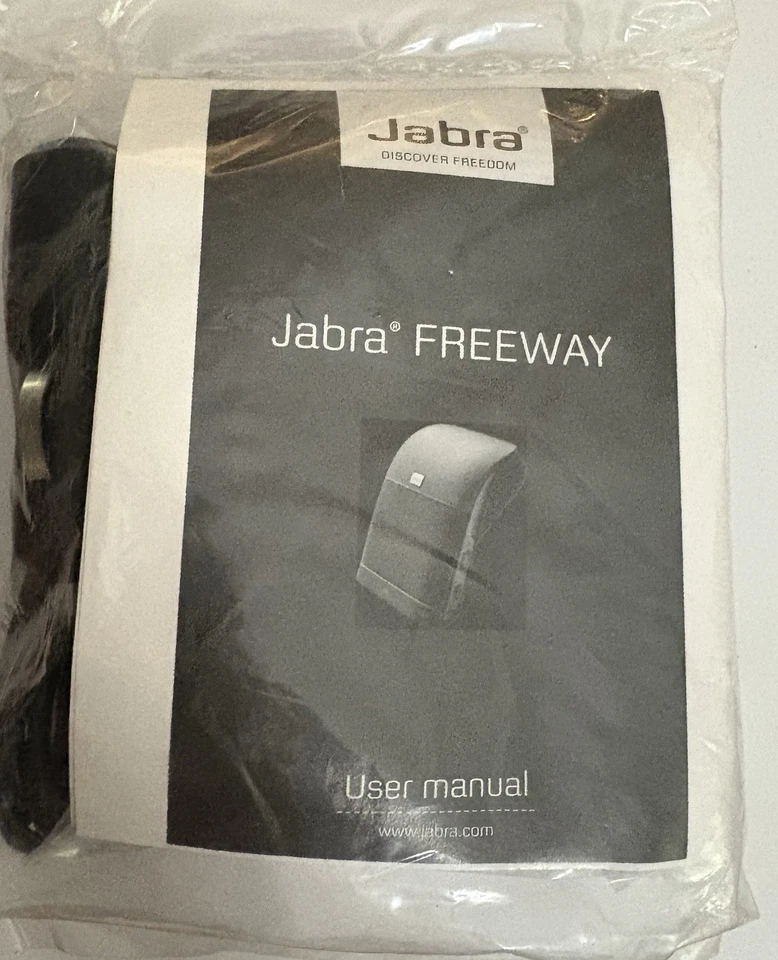 Jabra®
DISCOVER FREEDOM
Jabra® FREEWAY
User manual
www.jabra.com